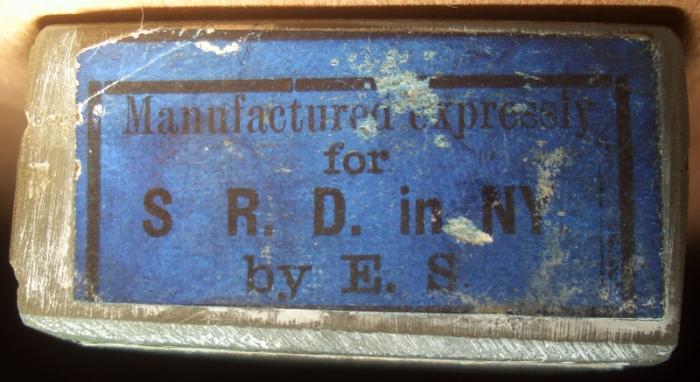 Manufactured expressly
for
S R. D. in NY
by E. S.